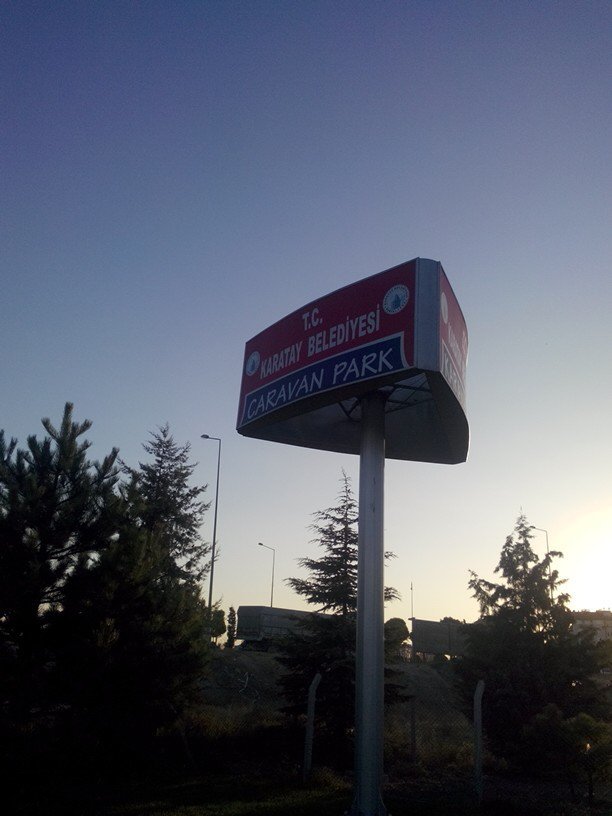 T.C.
KARATAY BELEDİYESİ
CARAVAN PARK